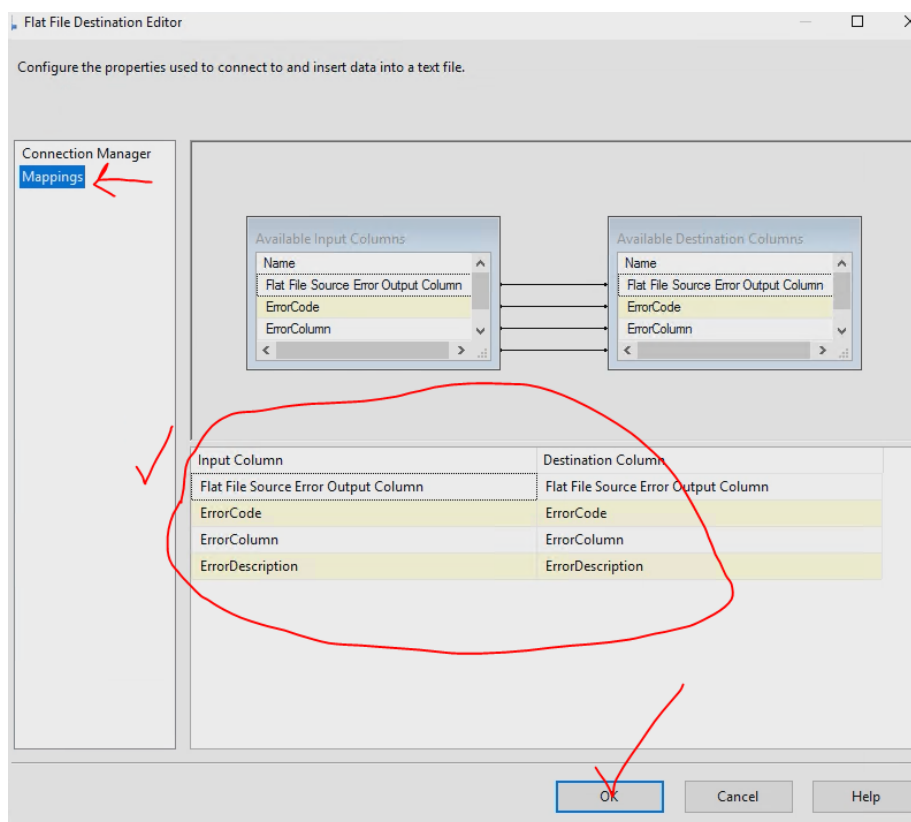 Flat File Destination Editor
Configure the properties used to connect to and insert data into a text file.
Connection Manager
Mappings
Available Input Columns
Name
Flat File Source Error Output Column
ErrorCode
ErrorColumn
Available Destination Columns
Name
Flat File Source Error Output Column
ErrorCode
ErrorColumn
Input Column Destination Column
Flat File Source Error Output Column Flat File Source Error Output Column
ErrorCode ErrorCode
ErrorColumn ErrorColumn
ErrorDescription ErrorDescription
OK Cancel Help